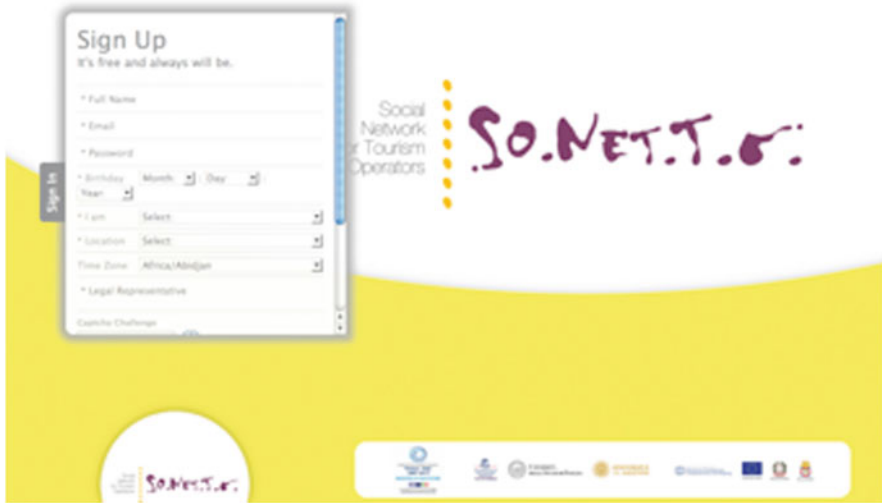 Sign Up
It's free and always will be.
* Full Name
* Email
* Password
* Birthday Month: Day
Year:
* I am Select:
* Location Select:
Time Zone Africa/Abidjan
* Legal Representative
Captcha Challenge
Sign In
Social
Network
r Tourism
Operators
SO.NET.T.O.
SO.NET.T.O.